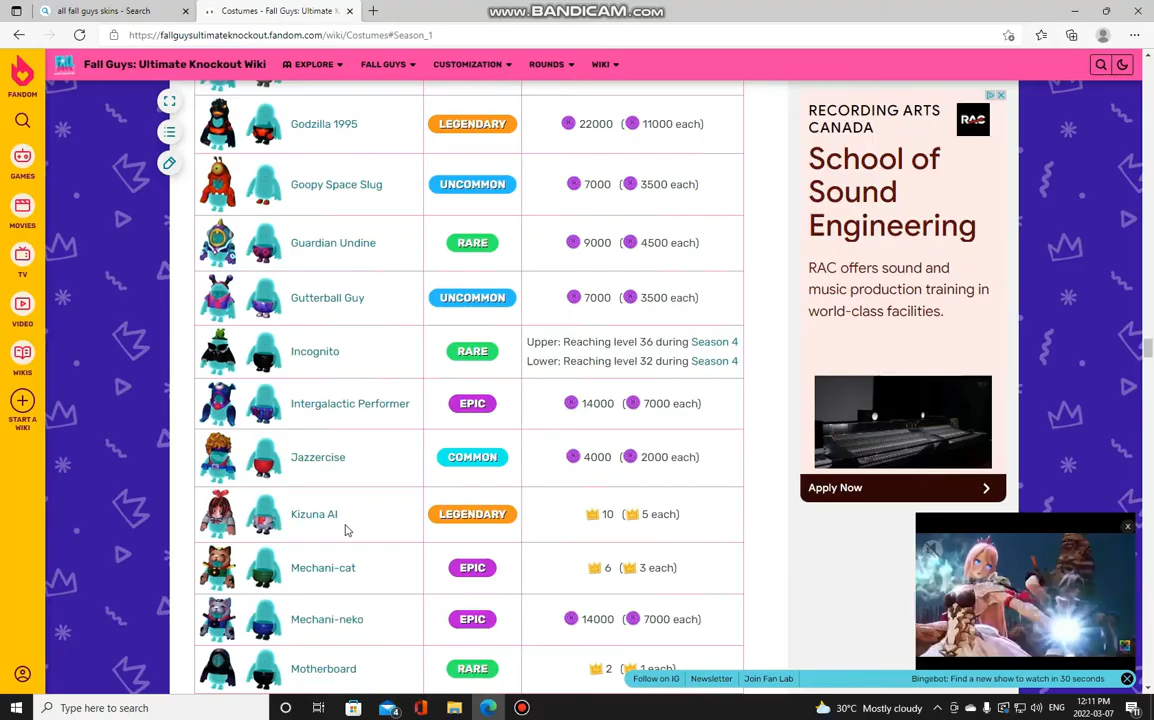 all fall guys skins - Search
Costumes - Fall Guys: Ultimate K
www.BANDICAM.com
https://fallguysultimateknockout.fandom.com/wiki/Costumes#Season_1
FANDOM
Fall Guys: Ultimate Knockout Wiki
EXPLORE
FALL GUYS
CUSTOMIZATION
ROUNDS
WIKI
GAMES
MOVIES
TV
VIDEO
WIKIS
START A
WIKI
Godzilla 1995 LEGENDARY 22000 (11000 each)
Goopy Space Slug UNCOMMON 7000 (3500 each)
Guardian Undine RARE 9000 (4500 each)
Gutterball Guy UNCOMMON 7000 (3500 each)
Incognito RARE Upper: Reaching level 36 during Season 4
Lower: Reaching level 32 during Season 4
Intergalactic Performer EPIC 14000 (7000 each)
Jazzercise COMMON 4000 (2000 each)
Kizuna AI LEGENDARY 10 (5 each)
Mechani-cat EPIC 6 (3 each)
Mechani-neko EPIC 14000 (7000 each)
Motherboard RARE 2 (1 each)
RECORDING ARTS
CANADA
RAC
School of
Sound
Engineering
RAC offers sound and
music production training in
world-class facilities.
Apply Now
Follow on IG
Newsletter
Join Fan Lab
Bingebot: Find a new show to watch in 30 seconds
Type here to search
30°C Mostly cloudy
ENG
12:11 PM
2022-03-07